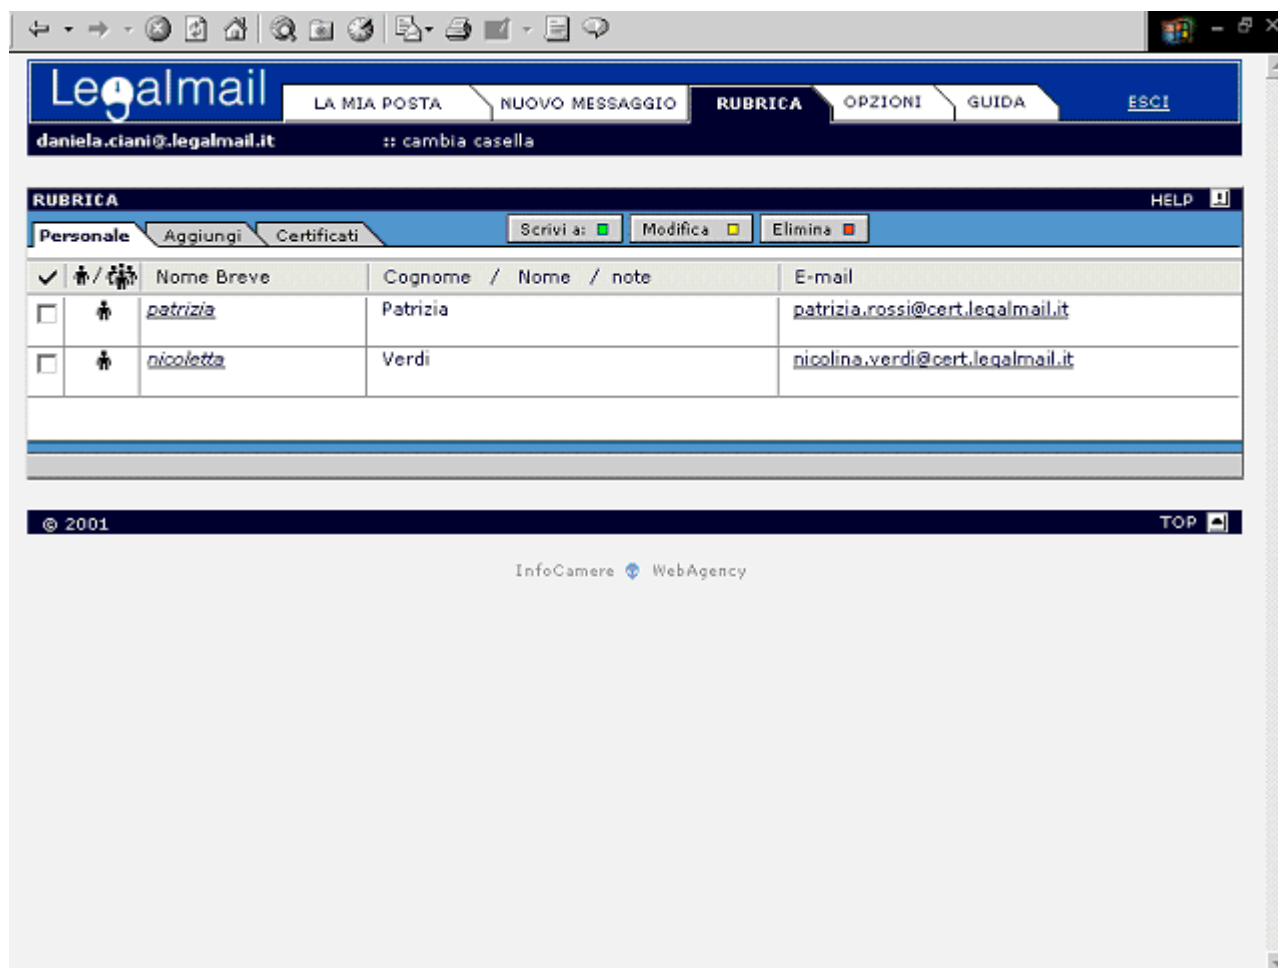 Legalmail
LA MIA POSTA NUOVO MESSAGGIO RUBRICA OPZIONI GUIDA ESCI
daniela.ciani@.legalmail.it :: cambia casella
RUBRICA HELP
Personale Aggiungi Certificati Scrivi a: Modifica Elimina
/ Nome Breve Cognome / Nome / note E-mail
patrizia Patrizia patrizia.rossi@cert.legalmail.it
nicoletta Verdi nicolina.verdi@cert.legalmail.it
© 2001 TOP
InfoCamere WebAgency